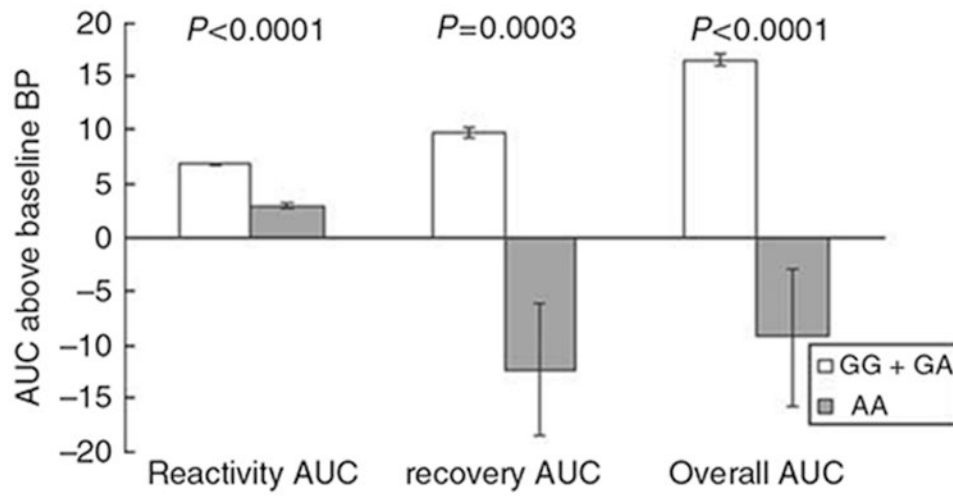 P<0.0001 P=0.0003 P<0.0001
AUC above baseline BP
20
15
10
5
0
–5
–10
–15
–20
GG + GA
AA
Reactivity AUC recovery AUC Overall AUC